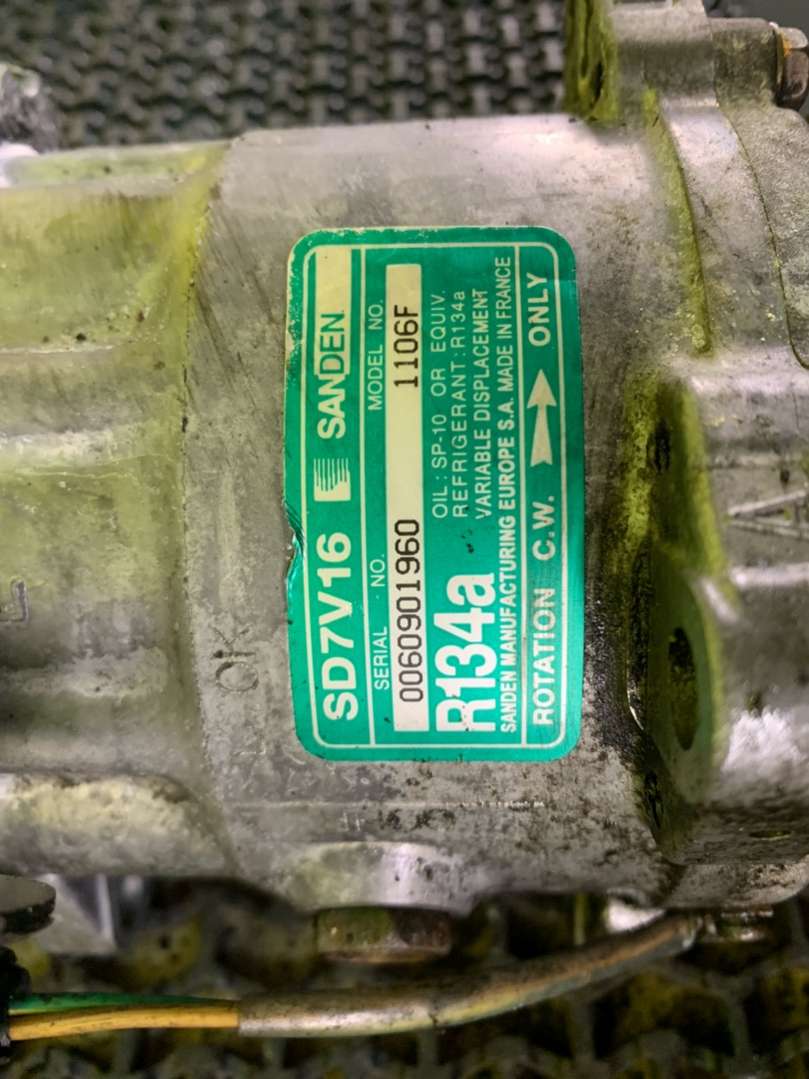 SD7V16 SANDEN
SERIAL NO. MODEL NO.
0060901960 1106F
R134a
OIL: SP-10 OR EQUIV.
REFRIGERANT: R134a
VARIABLE DISPLACEMENT
SANDEN MANUFACTURING EUROPE S.A. MADE IN FRANCE
ROTATION C.W. ONLY
OK